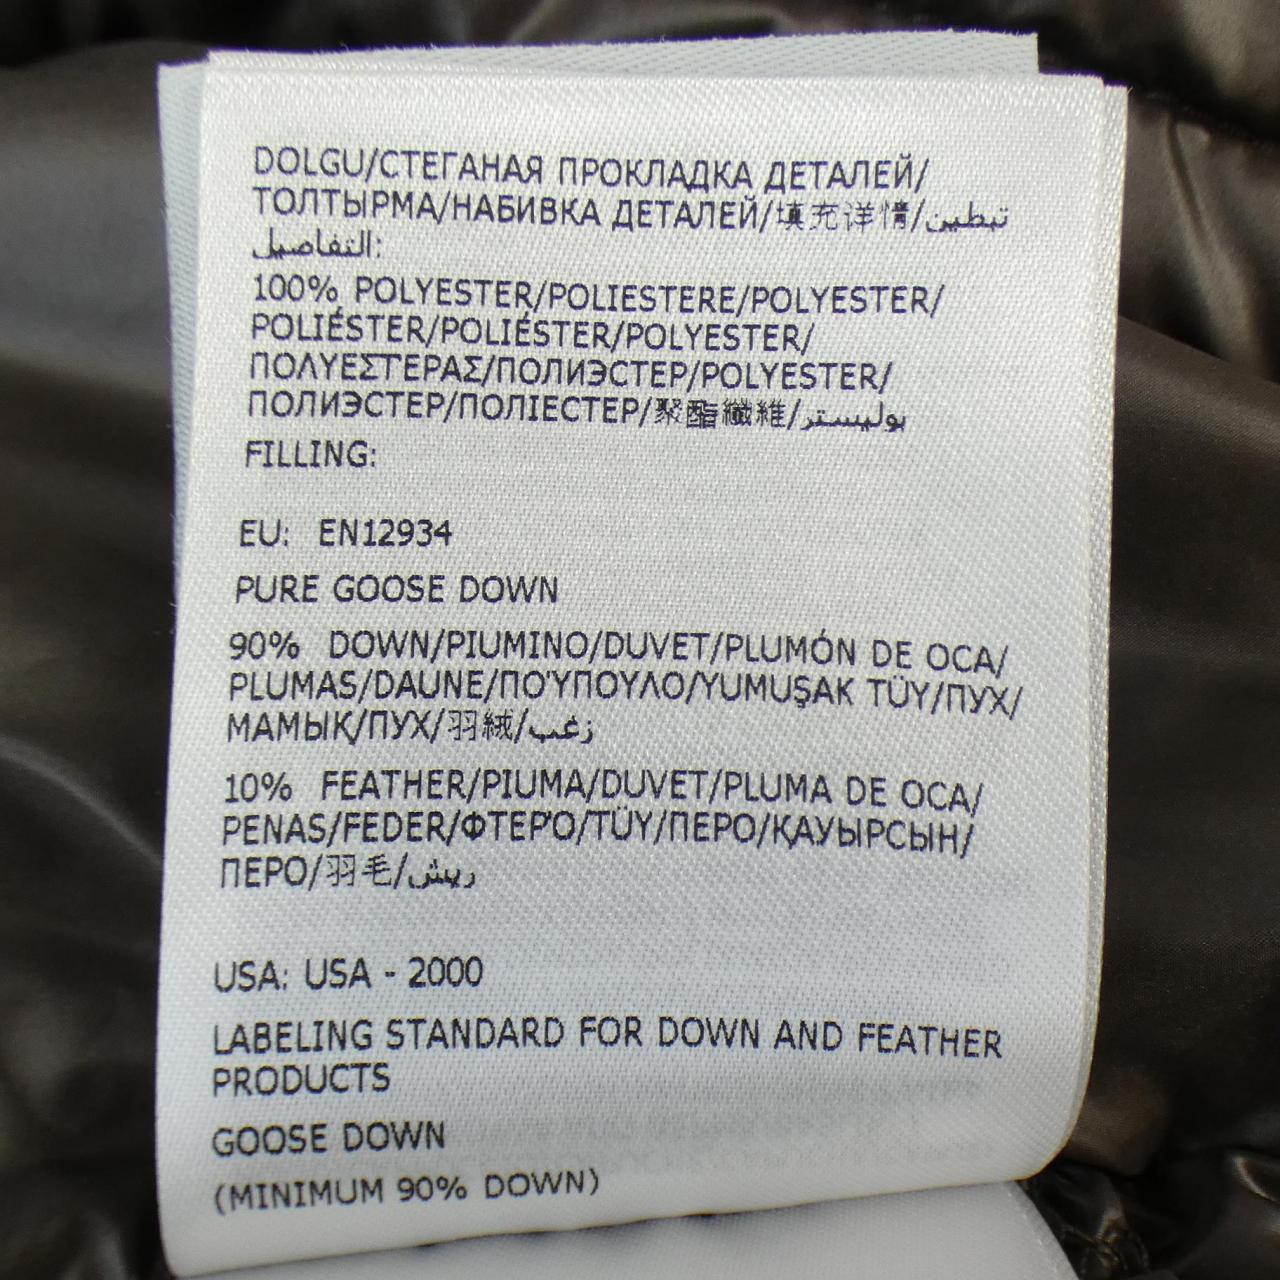 DOLGU/СТЕГАНАЯ ПРОКЛАДКА ДЕТАЛЕЙ/
ТОЛТЫРМА/НАБИВКА ДЕТАЛЕЙ/填充详情/تبطين
التفاصيل:
100% POLYESTER/POLIESTERE/POLYESTER/
POLIÉSTER/POLIÉSTER/POLYESTER/
ΠΟΛΥΕΣΤΕΡΑΣ/ПОЛИЭСТЕР/POLYESTER/
ПОЛИЭСТЕР/ПОЛІЕСТЕР/聚酯纖維/بوليستر
FILLING:
EU: EN12934
PURE GOOSE DOWN
90% DOWN/PIUMINO/DUVET/PLUMÓN DE OCA/
PLUMAS/DAUNE/ΠΟΎΠΟΥΛΟ/YUMUŞAK TÜY/ПУХ/
МАМЫҚ/ПУХ/羽絨/زغب
10% FEATHER/PIUMA/DUVET/PLUMA DE OCA/
PENAS/FEDER/ΦΤΕΡΌ/TÜY/ПЕРО/ҚАУЫРСЫН/
ПЕРО/羽毛/ريش
USA: USA - 2000
LABELING STANDARD FOR DOWN AND FEATHER
PRODUCTS
GOOSE DOWN
(MINIMUM 90% DOWN)